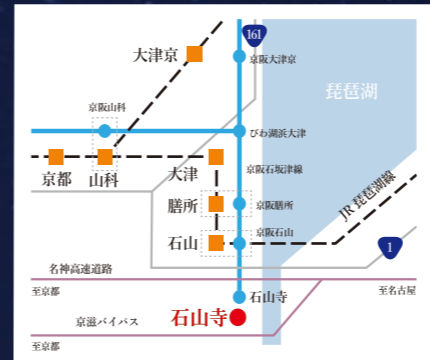 161
大津京
京阪大津京
琵琶湖
京阪山科
びわ湖浜大津
京都
山科
大津
京阪石坂津線
膳所
京阪膳所
JR 琵琶湖線
石山
京阪石山
1
名神高速道路
至京都
石山寺
至名古屋
京滋バイパス
石山寺
至京都